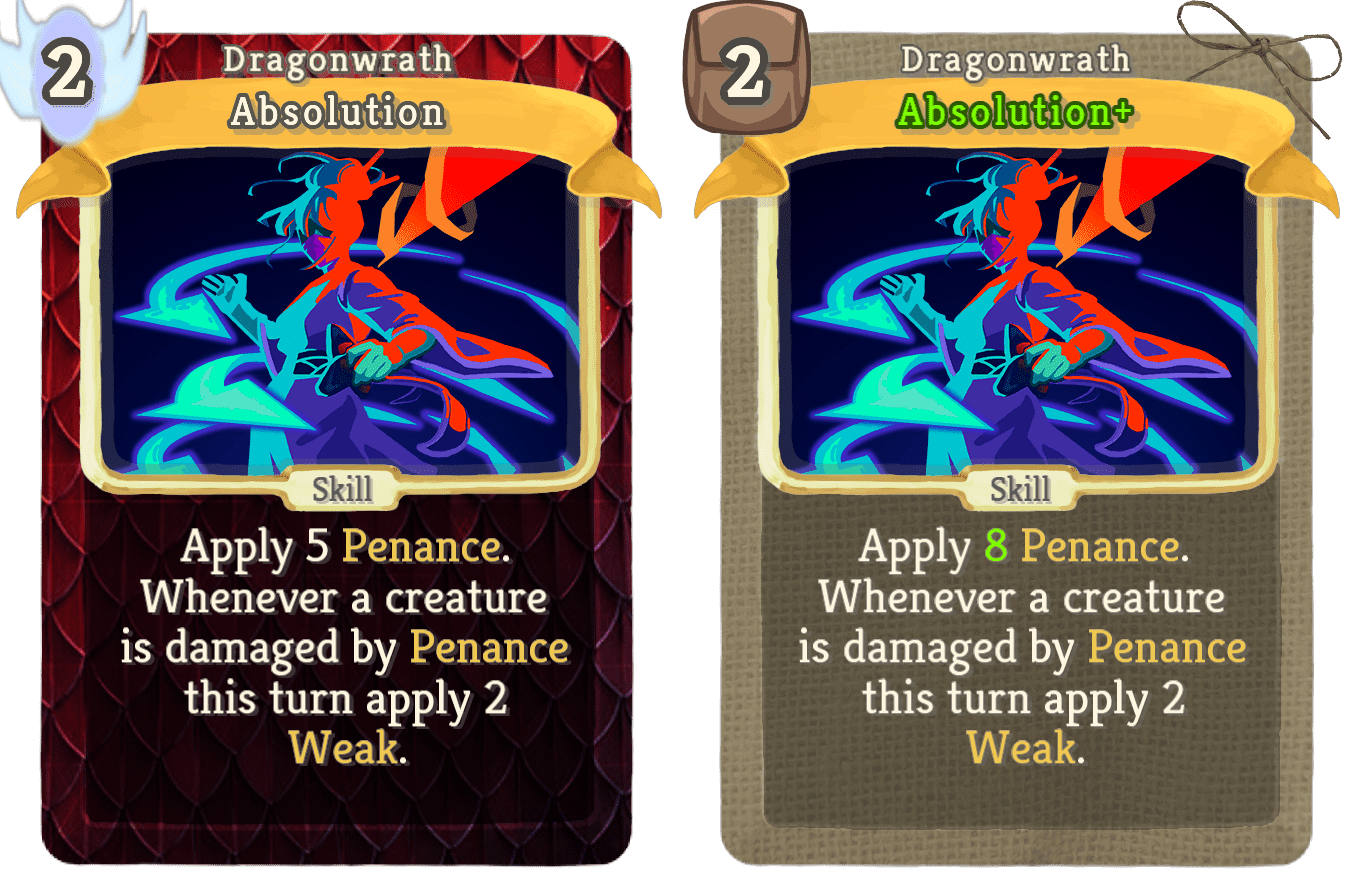 2
Dragonwrath
Absolution
Skill
Apply 5 Penance.
Whenever a creature
is damaged by Penance
this turn apply 2
Weak.
2
Dragonwrath
Absolution+
Skill
Apply 8 Penance.
Whenever a creature
is damaged by Penance
this turn apply 2
Weak.